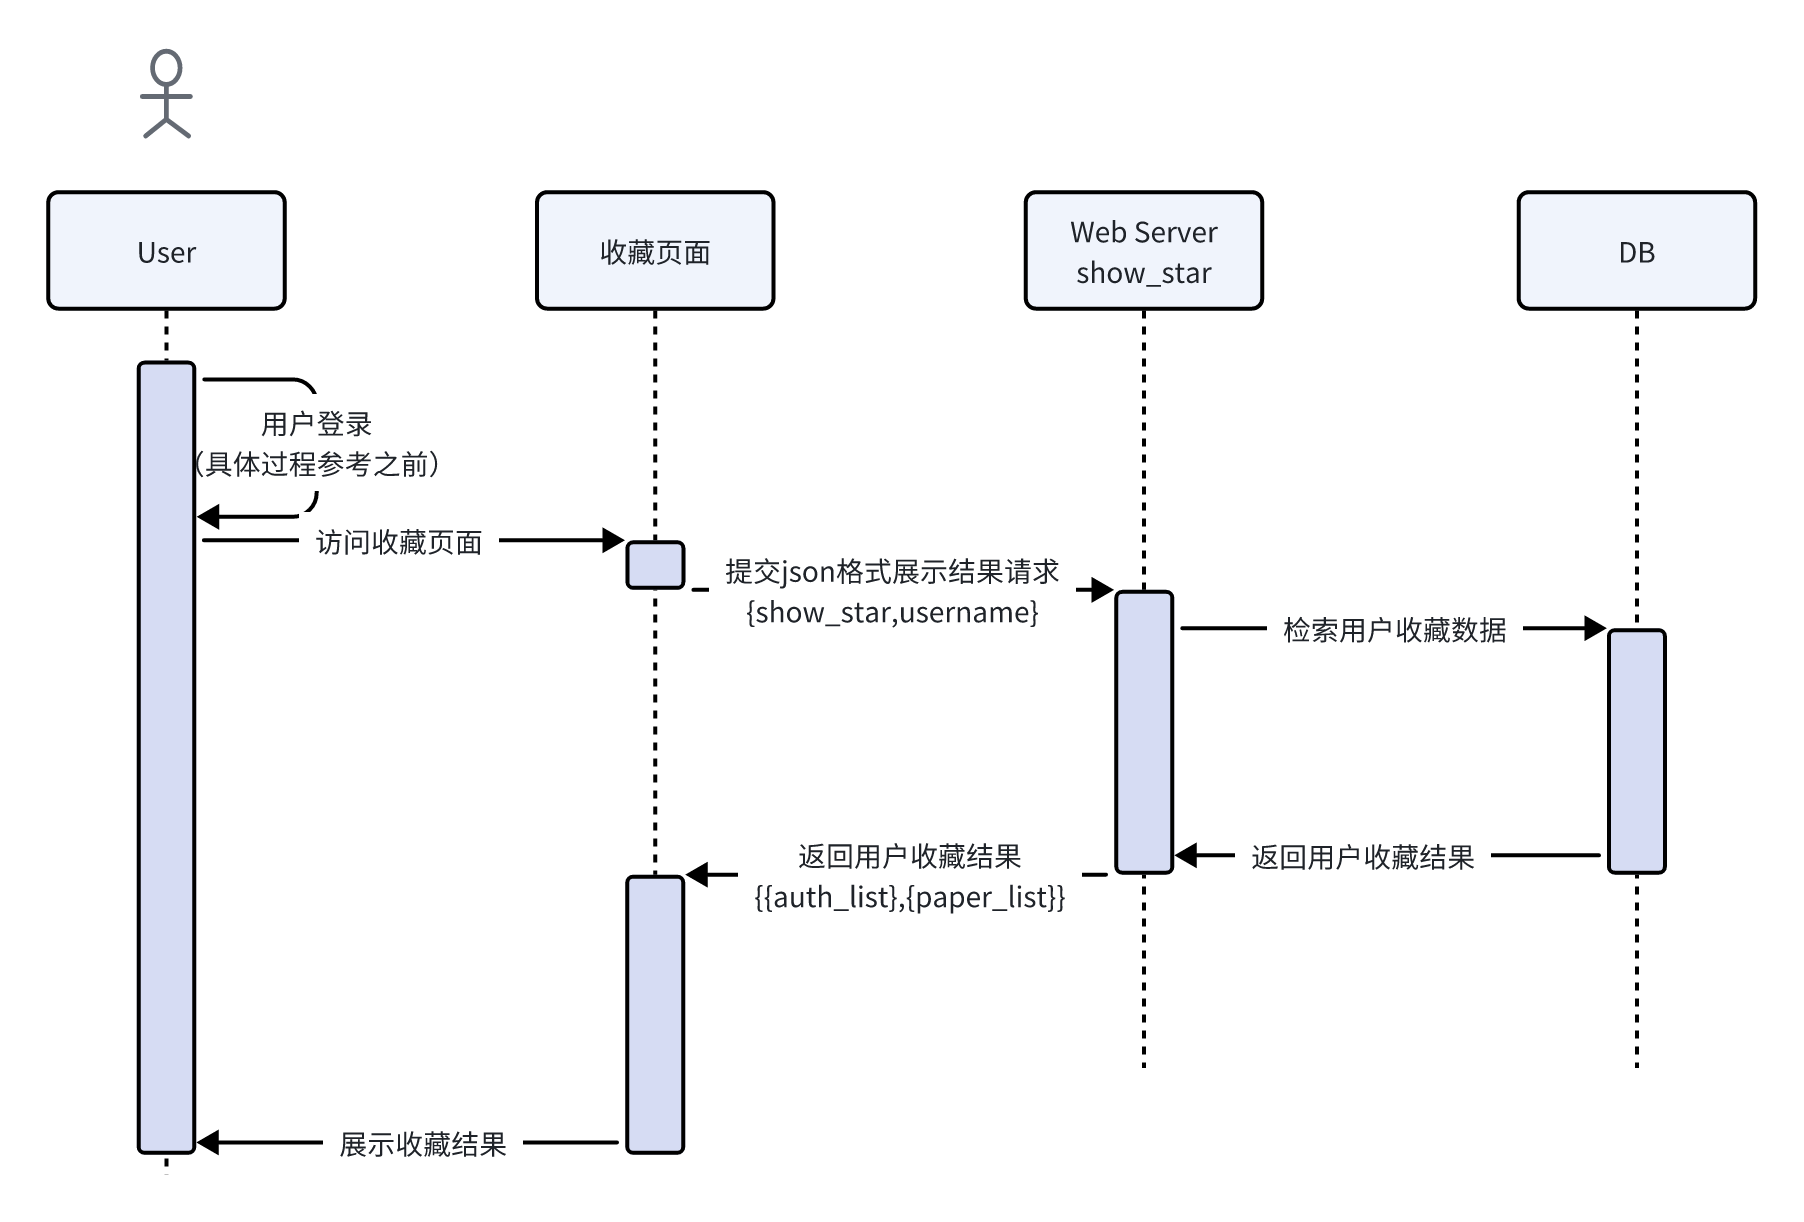 User
收藏页面
Web Server
show_star
DB
用户登录
（具体过程参考之前）
访问收藏页面
提交json格式展示结果请求
{show_star,username}
检索用户收藏数据
返回用户收藏结果
{{auth_list},{paper_list}}
返回用户收藏结果
展示收藏结果